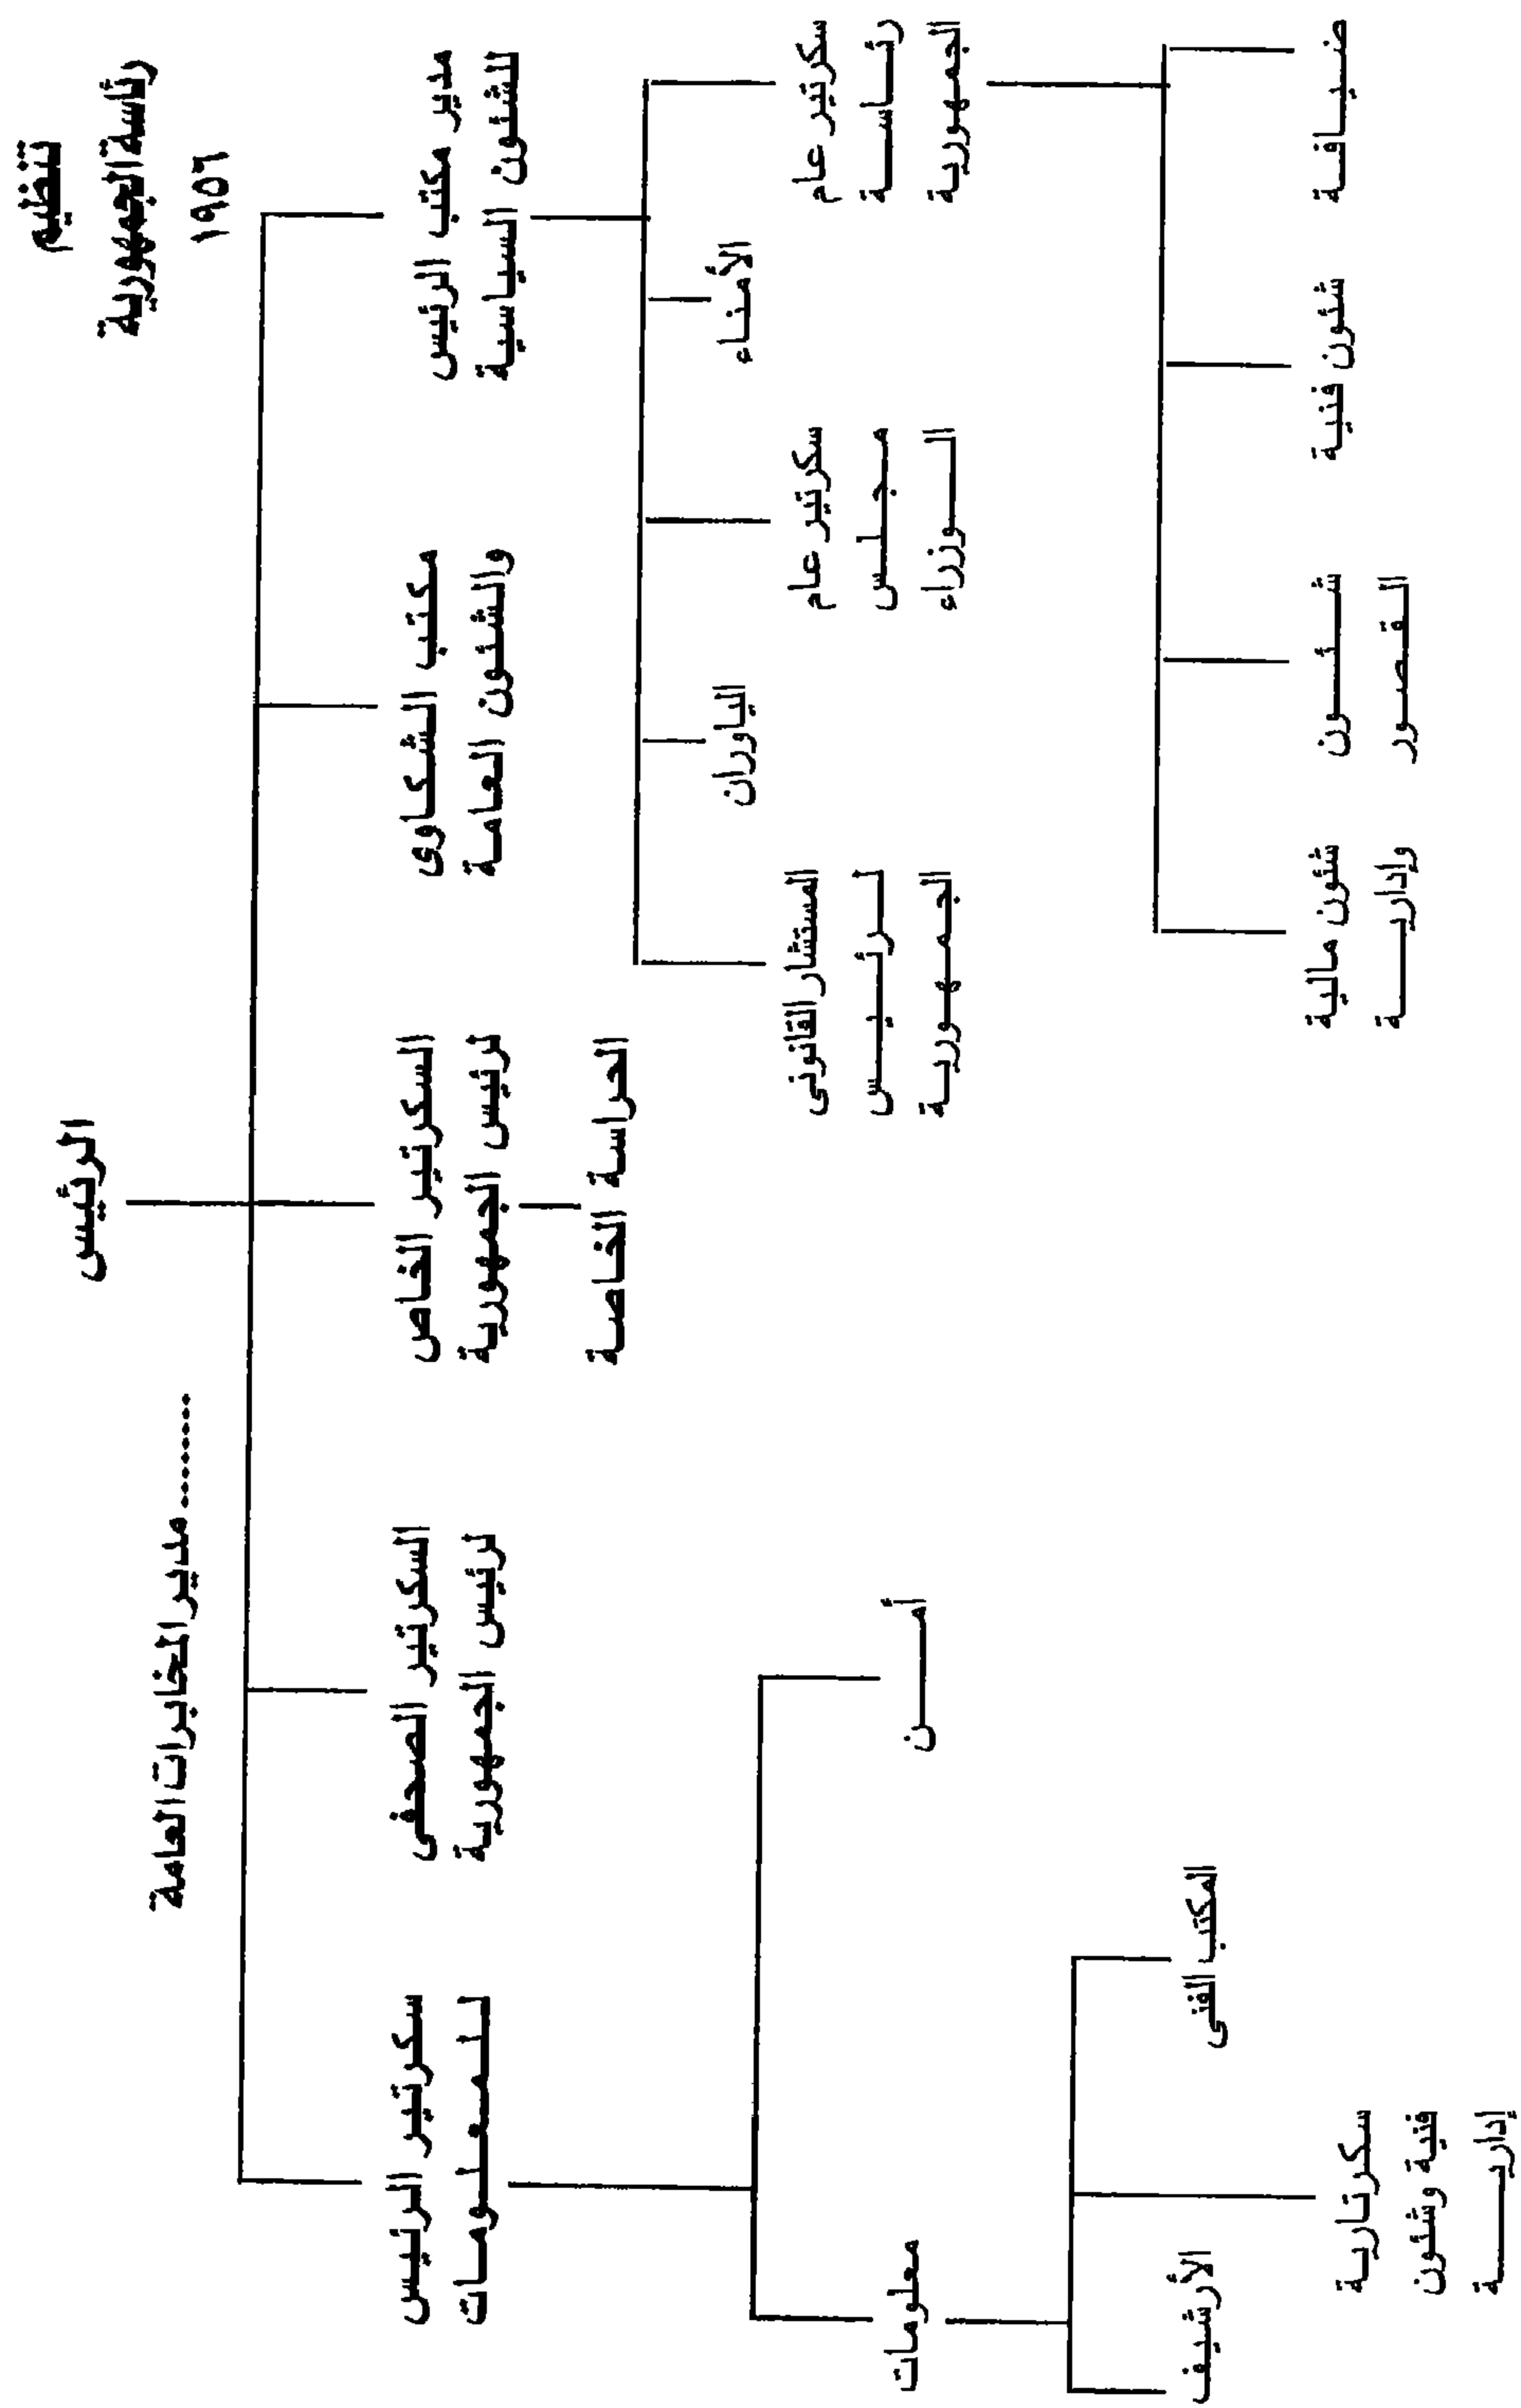 تنظيم
رئاسة الجمهورية
١٩٥٦
الرئيس
مدير المخابرات العامة .........
مدير مكتب الرئيس
للشئون السياسية
مكتب الشكاوى
والشئون العامة
السكرتير الخاص
لرئيس الجمهورية
الحراسة الخاصة
السكرتير الصحفى
لرئيس الجمهورية
سكرتير الرئيس
للمعلومات
سكرتير عام
رئاسة
الجمهورية
الأمناء
سكرتير عام
مجلس
الوزراء
الياوران
المستشار القانونى
لرئيس
الجمهورية
أمن
معلومات
ضيافة
شئون فنية
شئون
القصور
شئون مالية
وإدارية
المكتب الفنى
سكرتارية
فنية وشئون
إدارية
الأرشيف